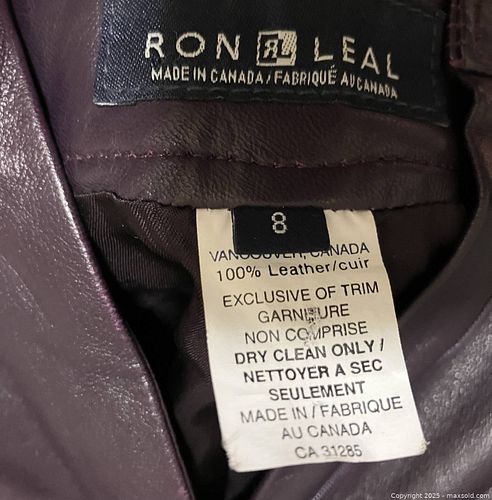 RON RL LEAL
MADE IN CANADA / FABRIQUÉ AU CANADA
8
VANCOUVER, CANADA
100% Leather/cuir
EXCLUSIVE OF TRIM
GARNITURE
NON COMPRISE
DRY CLEAN ONLY /
NETTOYER A SEC
SEULEMENT
MADE IN / FABRIQUE
AU CANADA
CA 31285
Copyright 2025 - maxsold.com